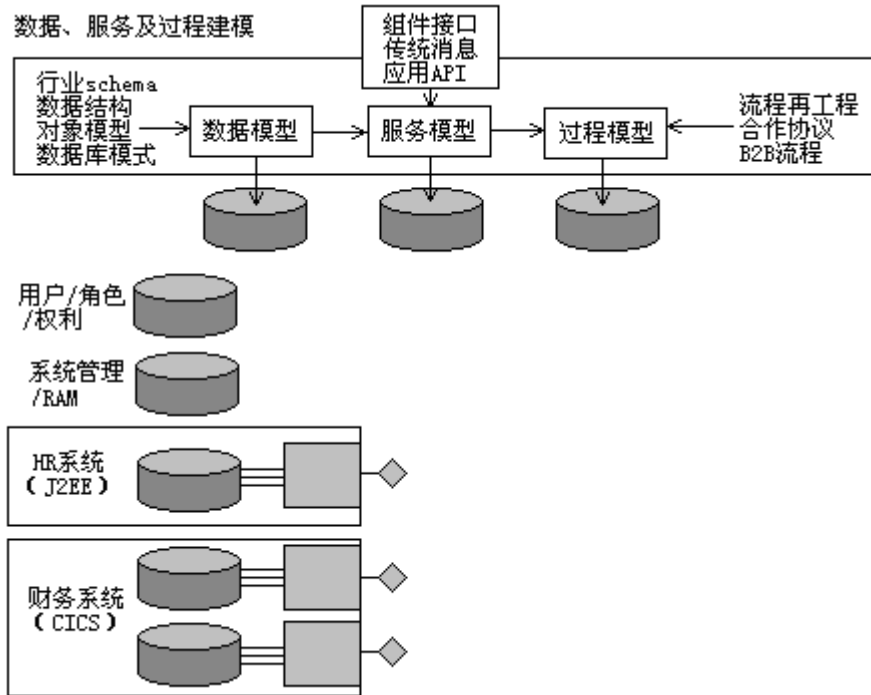 数据、服务及过程建模
组件接口
传统消息
应用API
行业schema
数据结构
对象模型
数据库模式
数据模型
服务模型
过程模型
流程再工程
合作协议
B2B流程
用户/角色
/权利
系统管理
/RAM
HR系统
(J2EE)
财务系统
(CICS)